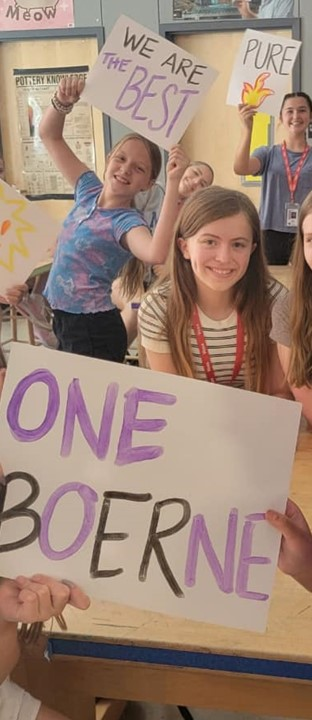 Meow
WE ARE
THE BEST
PURE
POTTERY KNOWLEDGE
ONE
BOERNE